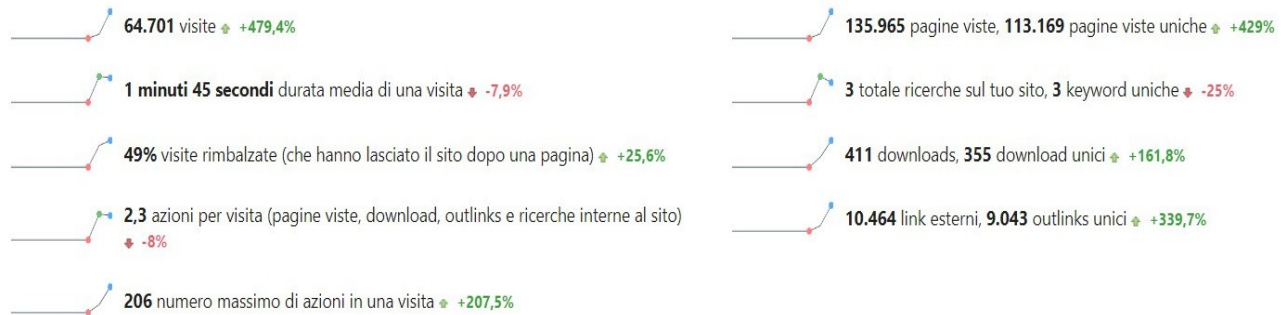 64.701 visite +479,4%
1 minuti 45 secondi durata media di una visita -7,9%
49% visite rimbalzate (che hanno lasciato il sito dopo una pagina) +25,6%
2,3 azioni per visita (pagine viste, download, outlinks e ricerche interne al sito)
-8%
206 numero massimo di azioni in una visita +207,5%
135.965 pagine viste, 113.169 pagine viste uniche +429%
3 totale ricerche sul tuo sito, 3 keyword uniche -25%
411 downloads, 355 download unici +161,8%
10.464 link esterni, 9.043 outlinks unici +339,7%